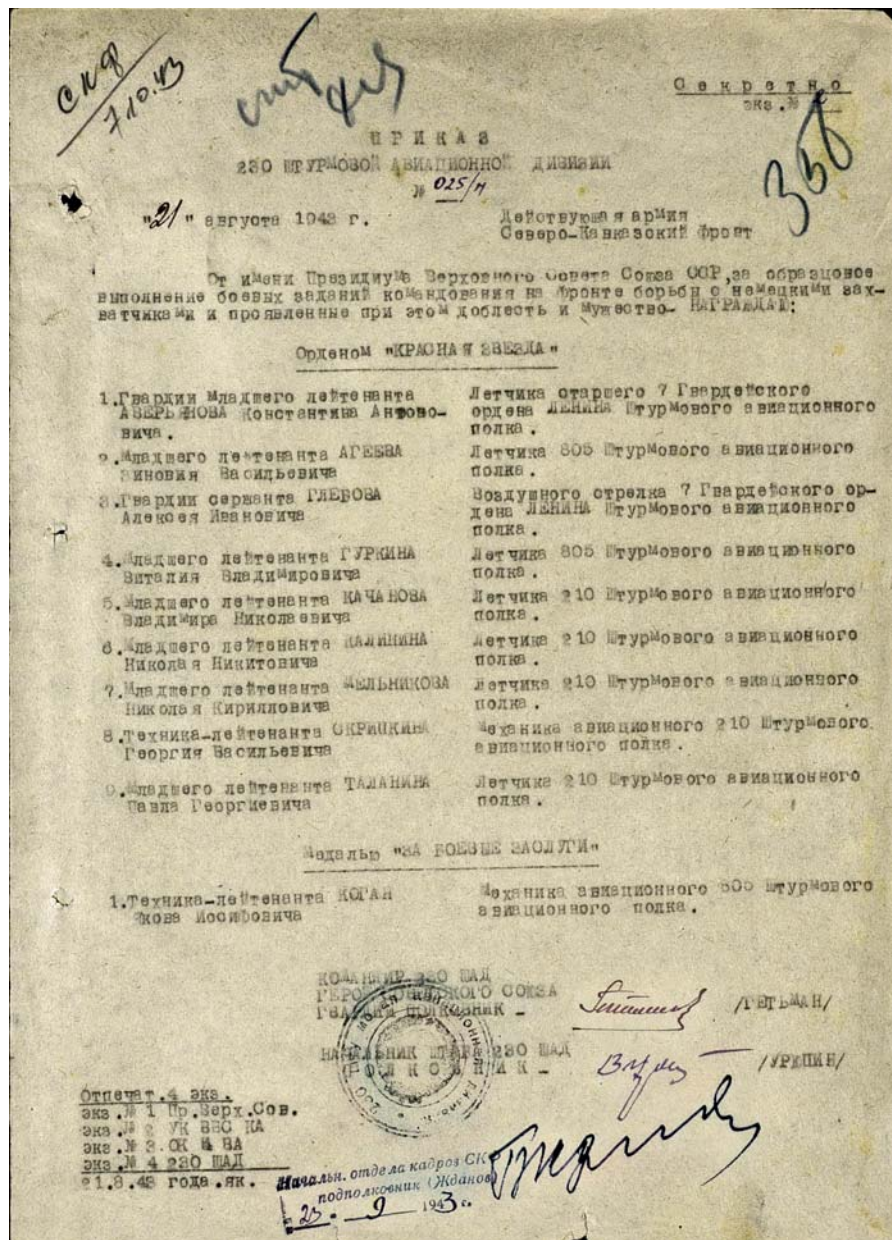 СКФ
7.10.43
Секретно
экз.№
ПРИКАЗ
230 ШТУРМОВОЙ АВИАЦИОННОЙ ДИВИЗИИ
№ 025/н
"21" августа 1943 г.
Действующая армия
Северо-Кавказский фронт
От имени Президиума Верховного Совета Союза ССР,за образцовое
выполнение боевых заданий командования на фронте борьбы с немецкими зах-
ватчиками и проявленные при этом доблесть и мужество- НАГРАЖДАЮ:
Орденом "КРАСНАЯ ЗВЕЗДА"
1.Гвардии младшего лейтенанта Летчика старшего 7 Гвардейского
АВЕРЬЯНОВА Константина Антоно- ордена ЛЕНИНА Штурмового авиационного
вича. полка.
2.Младшего лейтенанта АГЕЕВА Летчика 805 Штурмового авиационного
Зиновия Васильевича полка.
3.Гвардии сержанта ГЛЕБОВА Воздушного стрелка 7 Гвардейского ор-
Алексея Ивановича дена ЛЕНИНА Штурмового авиационного
полка.
4.Младшего лейтенанта ГУРКИНА Летчика 805 Штурмового авиационного
Виталия Владимировича полка.
5.Младшего лейтенанта КАЧАНОВА Летчика 210 Штурмового авиационного
Владимира Николаевича полка.
6.Младшего лейтенанта КАЛИНИНА Летчика 210 Штурмового авиационного
Николая Никитовича полка.
7.Младшего лейтенанта МЕЛЬНИКОВА Летчика 210 Штурмового авиационного
Николая Кирилловича полка.
8.Техника-лейтенанта СКРИПКИНА Механика авиационного 210 Штурмового
Георгия Васильевича авиационного полка.
9.Младшего лейтенанта ТАЛАНИНА Летчика 210 Штурмового авиационного
Павла Георгиевича полка.
Медалью "ЗА БОЕВЫЕ ЗАСЛУГИ"
1.Техника-лейтенанта КОГАН Механика авиационного 805 Штурмового
Якова Иосифовича авиационного полка.
КОМАНДИР 230 ШАД
ГЕРОЙ СОВЕТСКОГО СОЮЗА
ГВАРДИИ ПОЛКОВНИК - /ГЕТЬМАН/
НАЧАЛЬНИК ШТАБА 230 ШАД
ПОЛКОВНИК - /УРЮПИН/
Отпечат.4 экз.
экз.№ 1 Пр.Верх.Сов.
экз.№ 2 УК ВВС КА
экз.№ 3.ОК 4 ВА
экз.№ 4 230 ШАД
21.8.43 года.як.
Начальн. отдела кадров СК
подполковник (Жданов)
23. 9 1943 г.